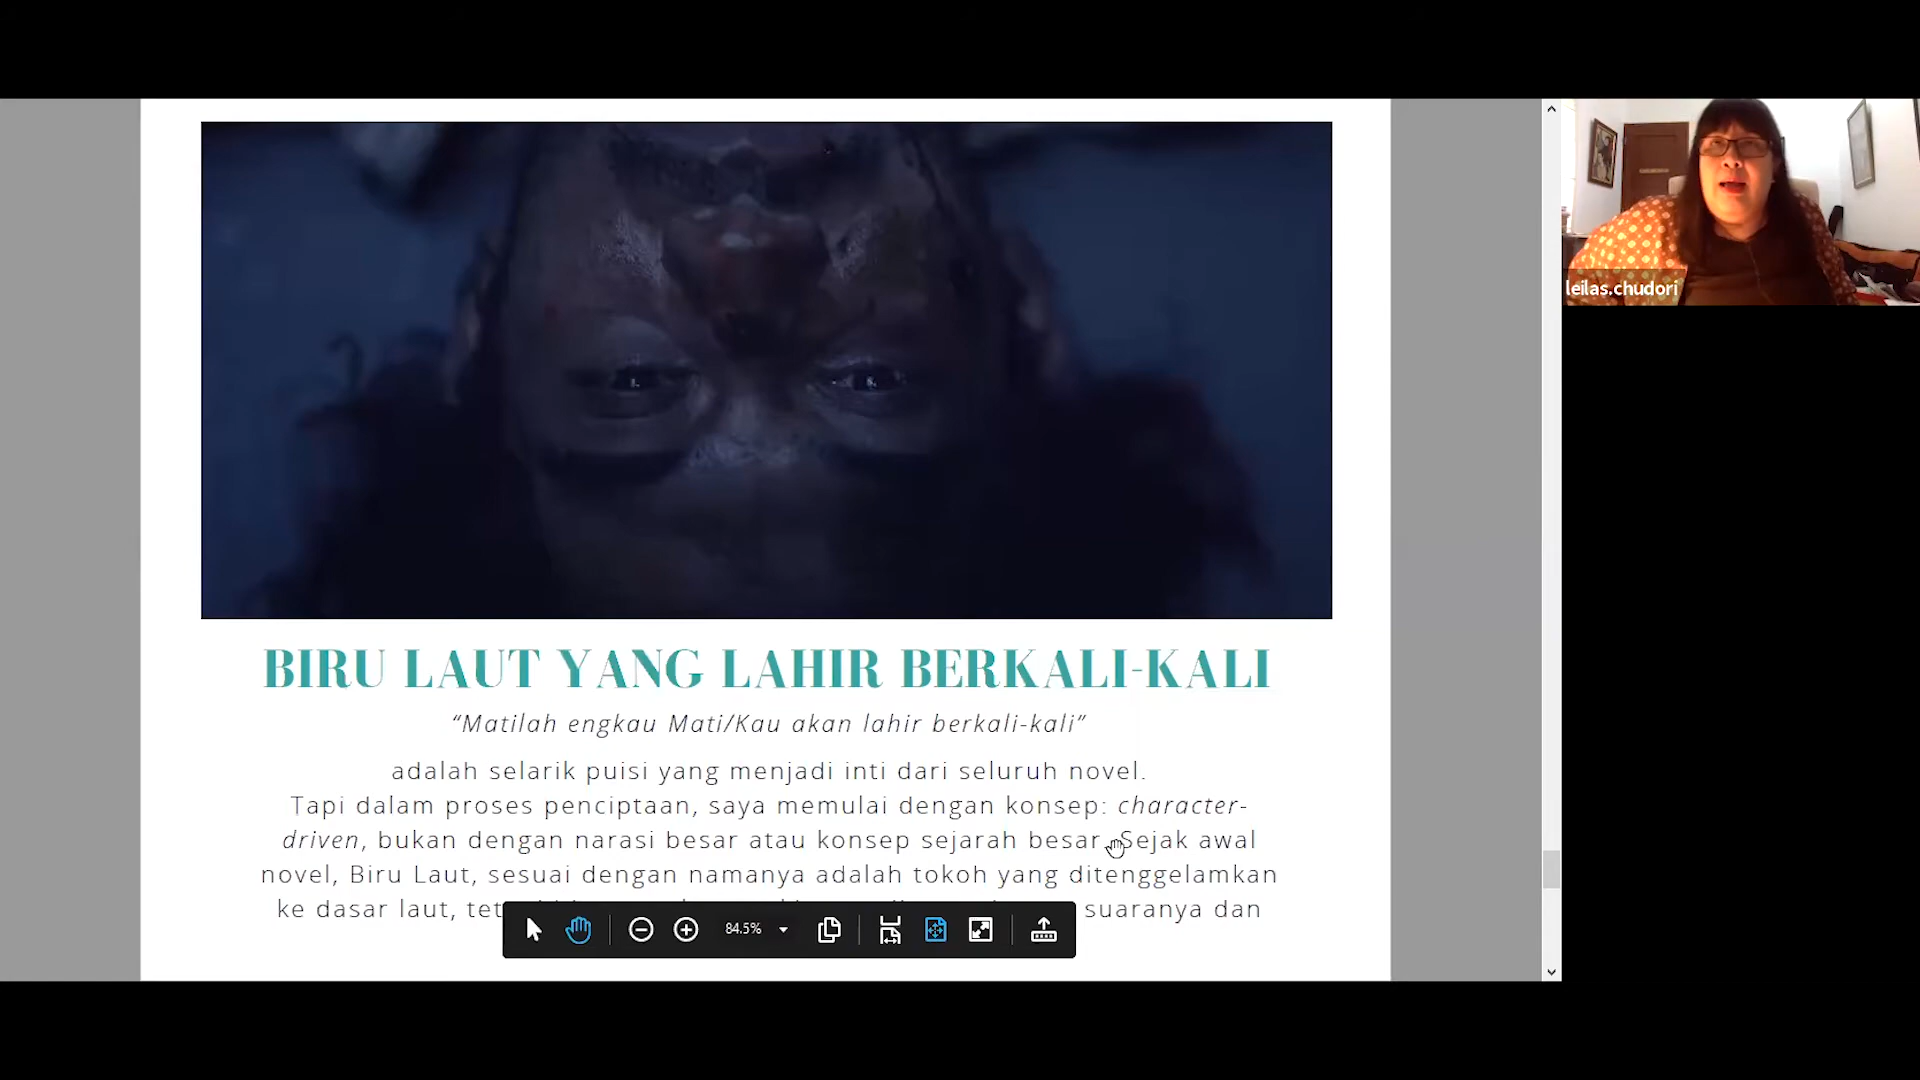 leilas.chudori
BIRU LAUT YANG LAHIR BERKALI-KALI
“Matilah engkau Mati/Kau akan lahir berkali-kali”
adalah selarik puisi yang menjadi inti dari seluruh novel.
Tapi dalam proses penciptaan, saya memulai dengan konsep: character-
driven, bukan dengan narasi besar atau konsep sejarah besar. Sejak awal
novel, Biru Laut, sesuai dengan namanya adalah tokoh yang ditenggelamkan
ke dasar laut, suaranya dan
84.5%